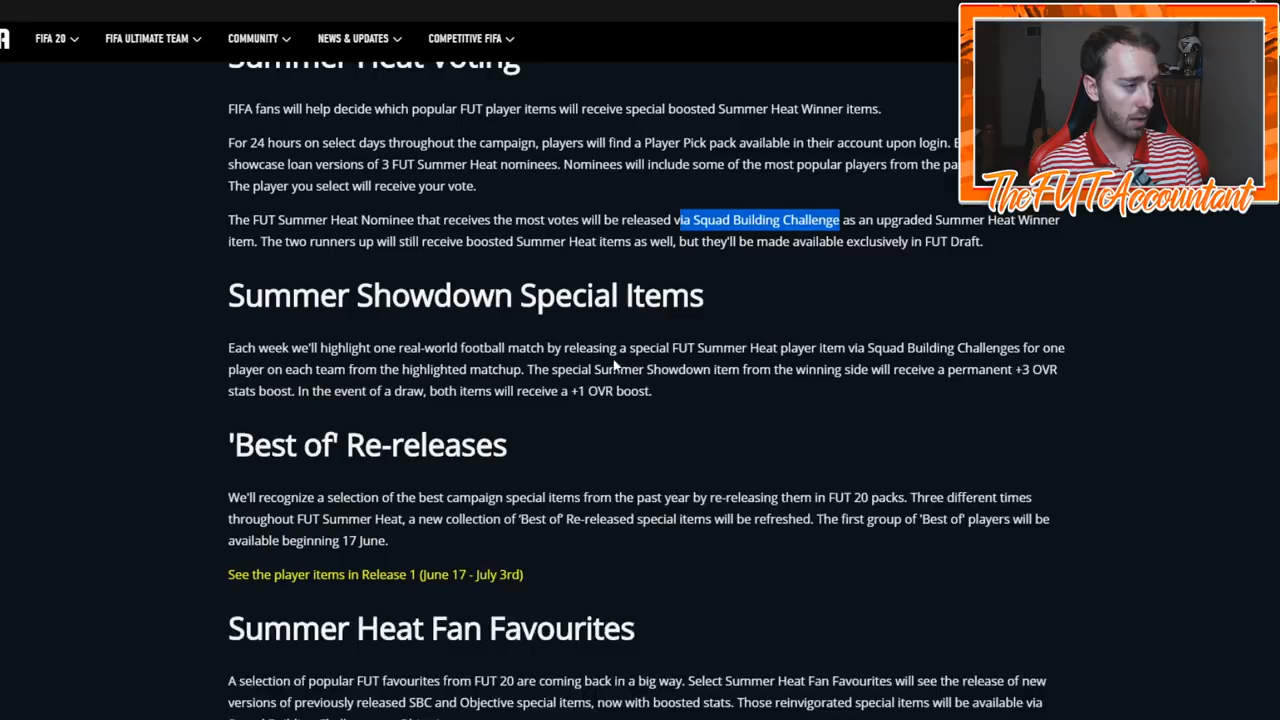 FIFA 20 FIFA ULTIMATE TEAM COMMUNITY NEWS & UPDATES COMPETITIVE FIFA
Summer Heat Voting
FIFA fans will help decide which popular FUT player items will receive special boosted Summer Heat Winner items.
For 24 hours on select days throughout the campaign, players will find a Player Pick pack available in their account upon login.
showcase loan versions of 3 FUT Summer Heat nominees. Nominees will include some of the most popular players from the
The player you select will receive your vote.
The FUT Summer Heat Nominee that receives the most votes will be released via Squad Building Challenge as an upgraded Summer Heat Winner
item. The two runners up will still receive boosted Summer Heat items as well, but they'll be made available exclusively in FUT Draft.
TheFUTAccountant
Summer Showdown Special Items
Each week we'll highlight one real-world football match by releasing a special FUT Summer Heat player item via Squad Building Challenges for one
player on each team from the highlighted matchup. The special Summer Showdown item from the winning side will receive a permanent +3 OVR
stats boost. In the event of a draw, both items will receive a +1 OVR boost.
'Best of' Re-releases
We'll recognize a selection of the best campaign special items from the past year by re-releasing them in FUT 20 packs. Three different times
throughout FUT Summer Heat, a new collection of 'Best of' Re-released special items will be refreshed. The first group of 'Best of' players will be
available beginning 17 June.
See the player items in Release 1 (June 17 - July 3rd)
Summer Heat Fan Favourites
A selection of popular FUT favourites from FUT 20 are coming back in a big way. Select Summer Heat Fan Favourites will see the release of new
versions of previously released SBC and Objective special items, now with boosted stats. Those reinvigorated special items will be available via